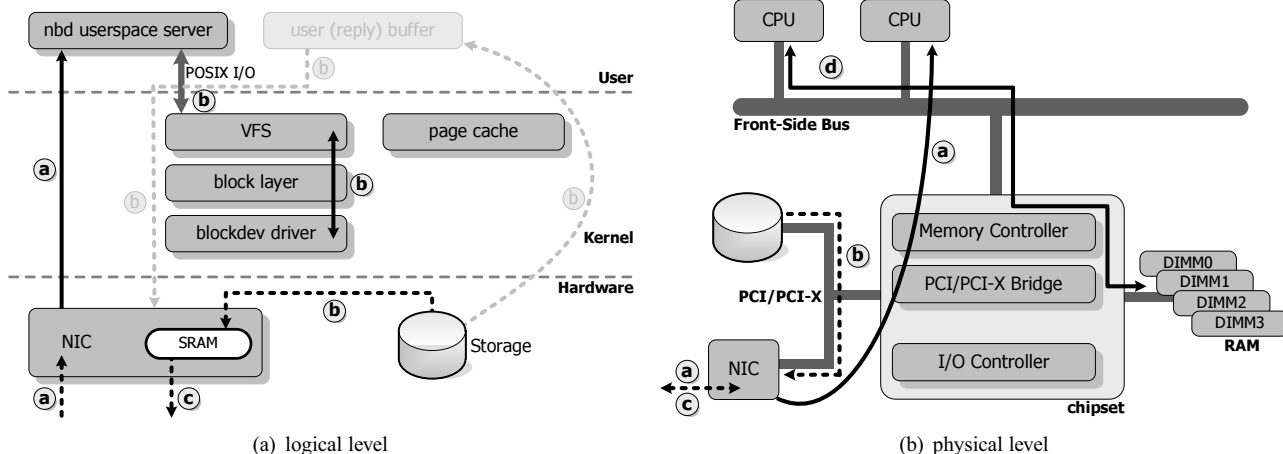 nbd userspace server
user (reply) buffer
b
POSIX I/O
b
User
VFS
page cache
a
block layer
b
b
b
blockdev driver
Kernel
Hardware
b
NIC
SRAM
Storage
a
c
(a) logical level
CPU
CPU
d
Front-Side Bus
a
Memory Controller
b
PCI/PCI-X
PCI/PCI-X Bridge
DIMM0
DIMM1
DIMM2
DIMM3
RAM
NIC
a
c
I/O Controller
chipset
(b) physical level